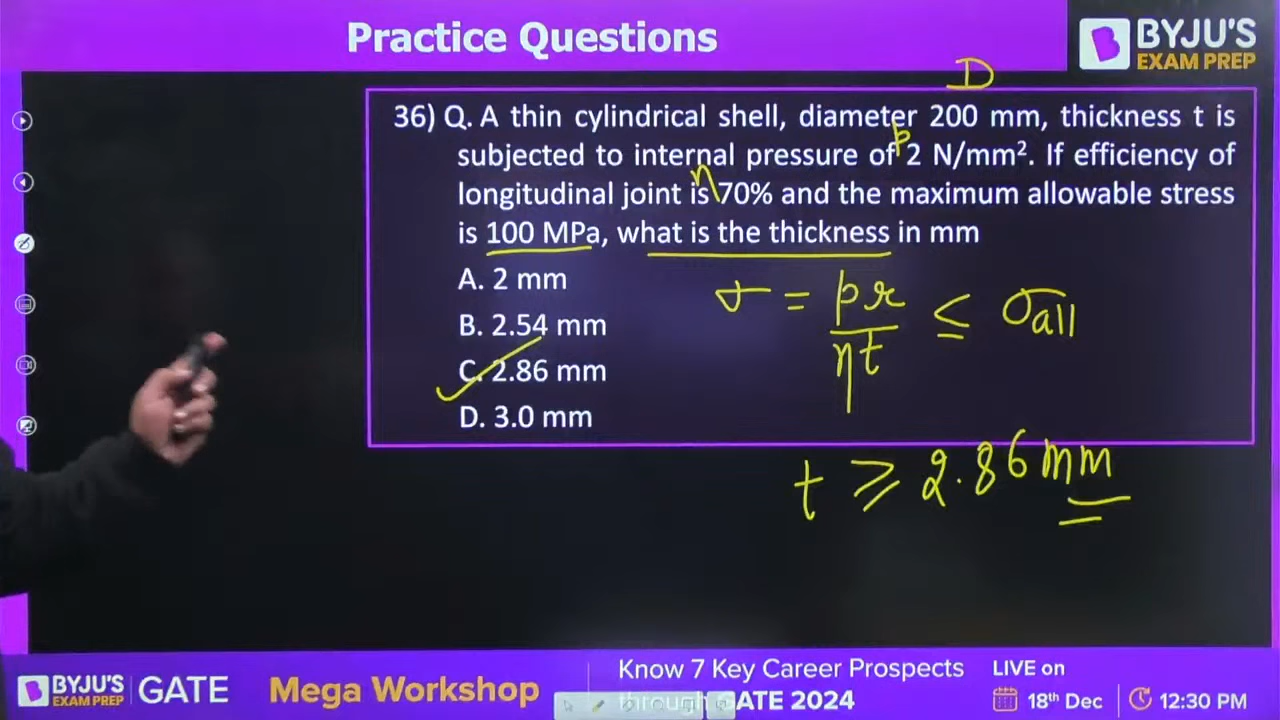 Practice Questions
BYJU'S
EXAM PREP
D
36) Q. A thin cylindrical shell, diameter 200 mm, thickness t is
p
subjected to internal pressure of 2 N/mm². If efficiency of
η
longitudinal joint is 70% and the maximum allowable stress
is 100 MPa, what is the thickness in mm
A. 2 mm
B. 2.54 mm
C. 2.86 mm
D. 3.0 mm
σ = pr/ηt ≤ σall
t ≥ 2.86 mm
BYJU'S
EXAM PREP
GATE
Mega Workshop
Know 7 Key Career Prospects
through GATE 2024
LIVE on
18th Dec
12:30 PM